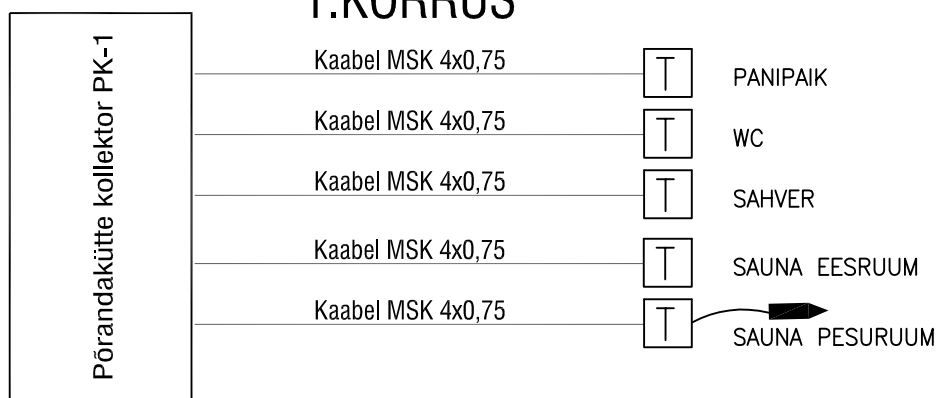 1.KORRUS
Põrandakütte kollektor PK-1
Kaabel MSK 4x0,75
T
PANIPAIK
Kaabel MSK 4x0,75
T
WC
Kaabel MSK 4x0,75
T
SAHVER
Kaabel MSK 4x0,75
T
SAUNA EESRUUM
Kaabel MSK 4x0,75
T
SAUNA PESURUUM